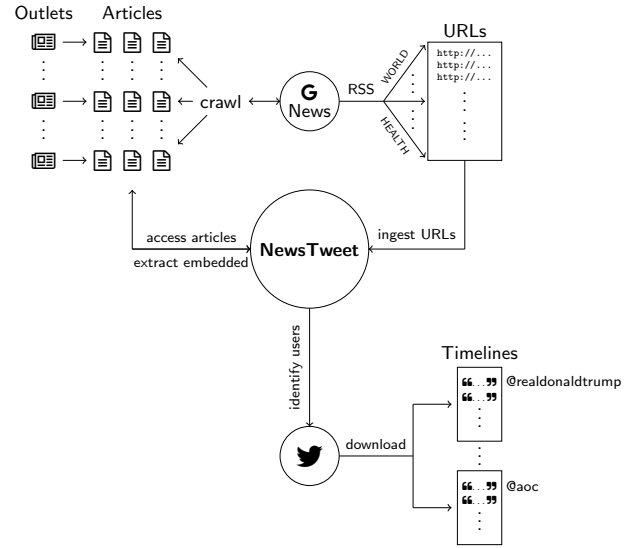 Outlets Articles
URLs
http://...
http://...
http://...
WORLD
G
News
RSS
crawl
HEALTH
access articles
extract embedded
NewsTweet
ingest URLs
identify users
Timelines
❝...❞ @realdonaldtrump
❝...❞
download
❝...❞ @aoc
❝...❞